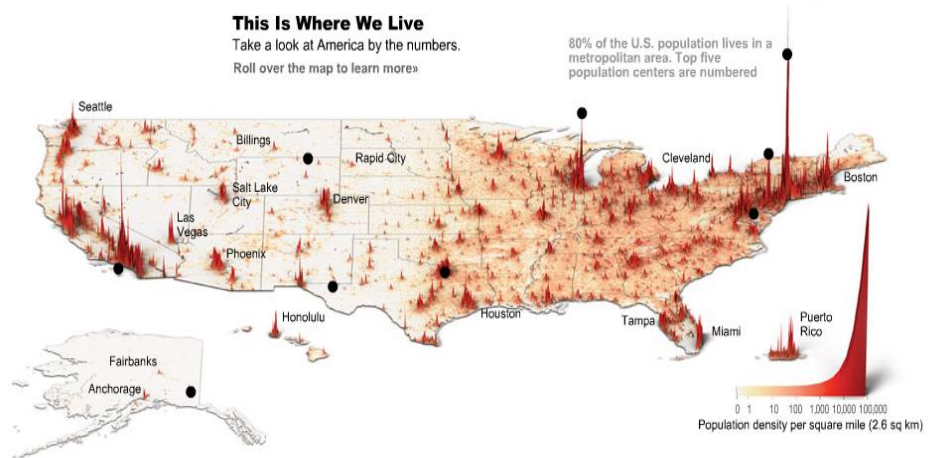 This Is Where We Live
Take a look at America by the numbers.
Roll over the map to learn more»
80% of the U.S. population lives in a
metropolitan area. Top five
population centers are numbered
Seattle
Billings
Rapid City
Cleveland
Boston
Salt Lake
City
Denver
Las
Vegas
Phoenix
Houston
Tampa
Miami
Honolulu
Puerto
Rico
Fairbanks
Anchorage
0 1 10 100 1,000 10,000 100,000
Population density per square mile (2.6 sq km)